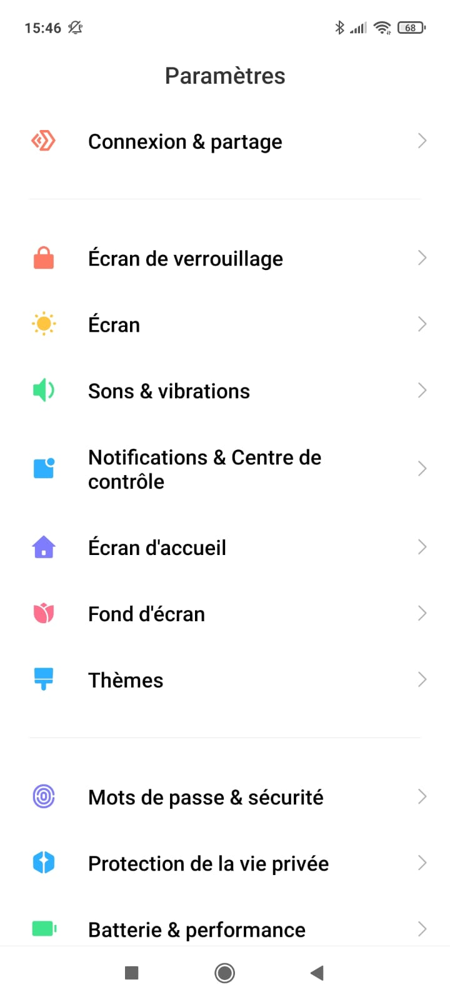 15:46
68
Paramètres
Connexion & partage
Écran de verrouillage
Écran
Sons & vibrations
Notifications & Centre de
contrôle
Écran d'accueil
Fond d'écran
Thèmes
Mots de passe & sécurité
Protection de la vie privée
Batterie & performance